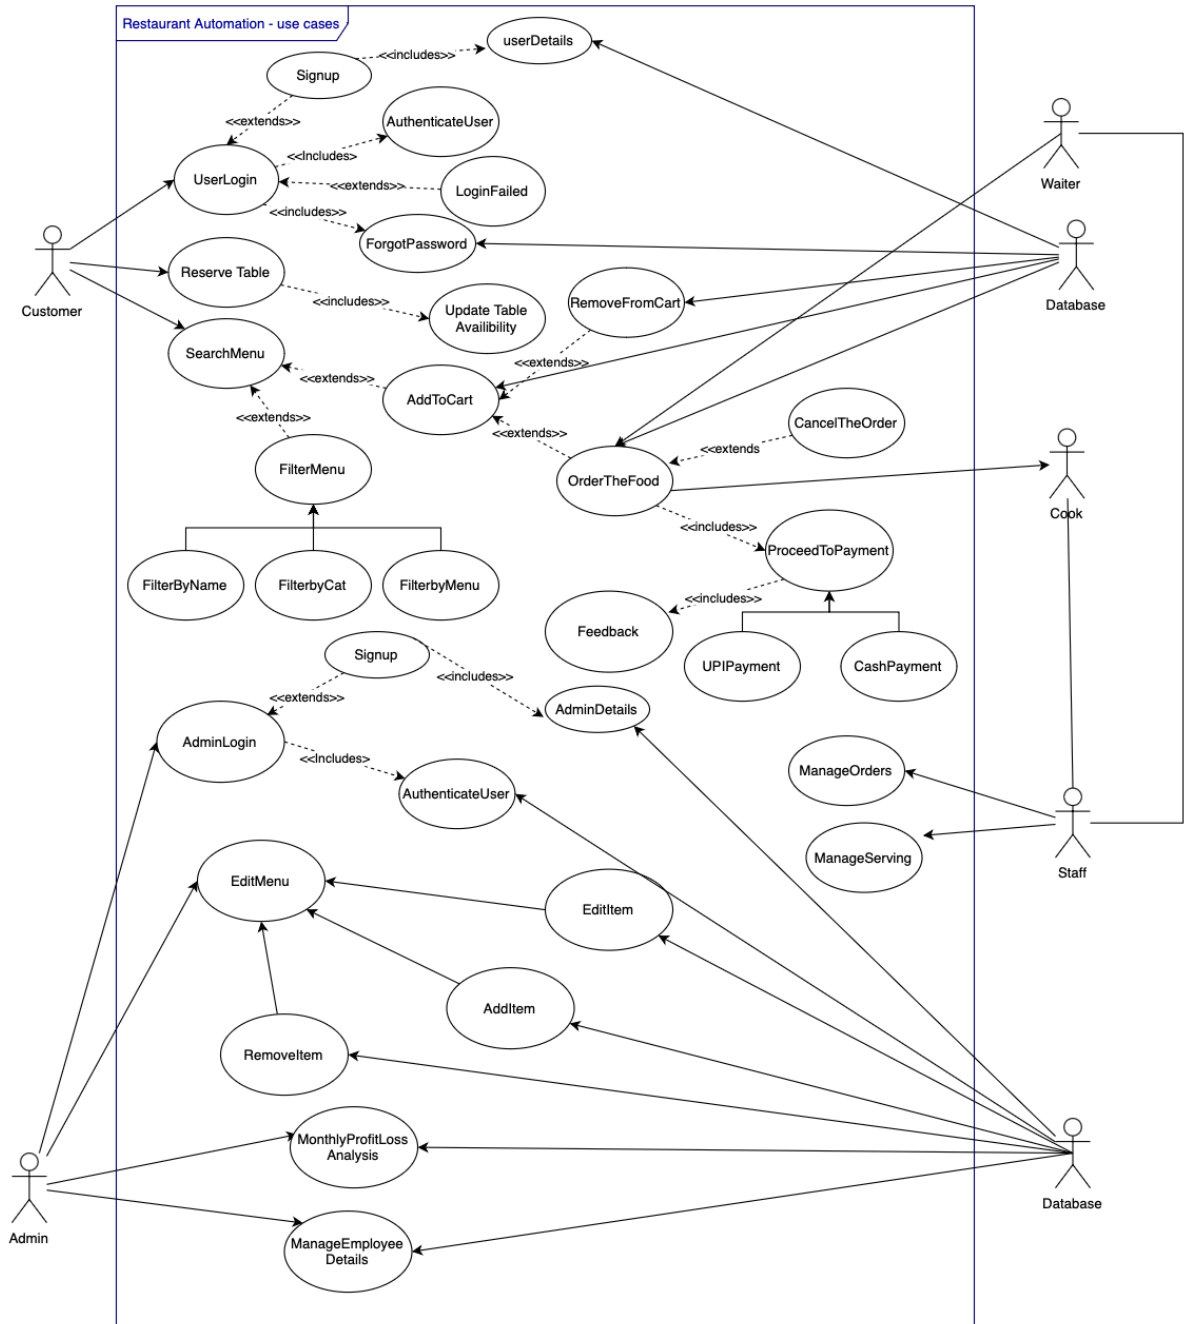 Restaurant Automation - use cases
userDetails
<<includes>>
Signup
<<extends>>
AuthenticateUser
<<Includes>
UserLogin
<<extends>>
LoginFailed
<<includes>>
ForgotPassword
Waiter
Customer
Reserve Table
<<includes>>
Update Table
Availibility
RemoveFromCart
Database
SearchMenu
<<extends>>
<<extends>>
AddToCart
<<extends>>
<<extends>>
CancelTheOrder
<<extends
FilterMenu
OrderTheFood
Cook
<<includes>>
ProceedToPayment
FilterByName
FilterbyCat
FilterbyMenu
<<includes>>
Feedback
UPIPayment
CashPayment
Signup
<<includes>>
<<extends>>
AdminDetails
AdminLogin
<<Includes>
AuthenticateUser
ManageOrders
ManageServing
Staff
EditMenu
EditItem
AddItem
RemoveItem
MonthlyProfitLoss
Analysis
Database
Admin
ManageEmployee
Details